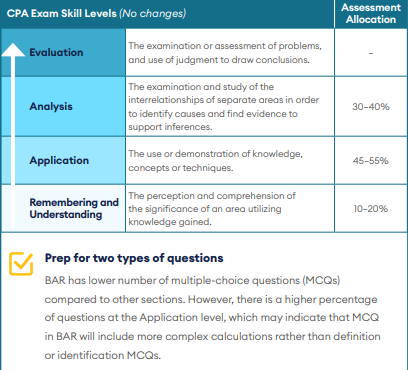 CPA Exam Skill Levels (No changes)
Assessment
Allocation
Evaluation
The examination or assessment of problems,
and use of judgment to draw conclusions.
–
Analysis
The examination and study of the
interrelationships of separate areas in order
to identify causes and find evidence to
support inferences.
30–40%
Application
The use or demonstration of knowledge,
concepts or techniques.
45–55%
Remembering and
Understanding
The perception and comprehension of
the significance of an area utilizing
knowledge gained.
10–20%
Prep for two types of questions
BAR has lower number of multiple-choice questions (MCQs)
compared to other sections. However, there is a higher percentage
of questions at the Application level, which may indicate that MCQ
in BAR will include more complex calculations rather than definition
or identification MCQs.